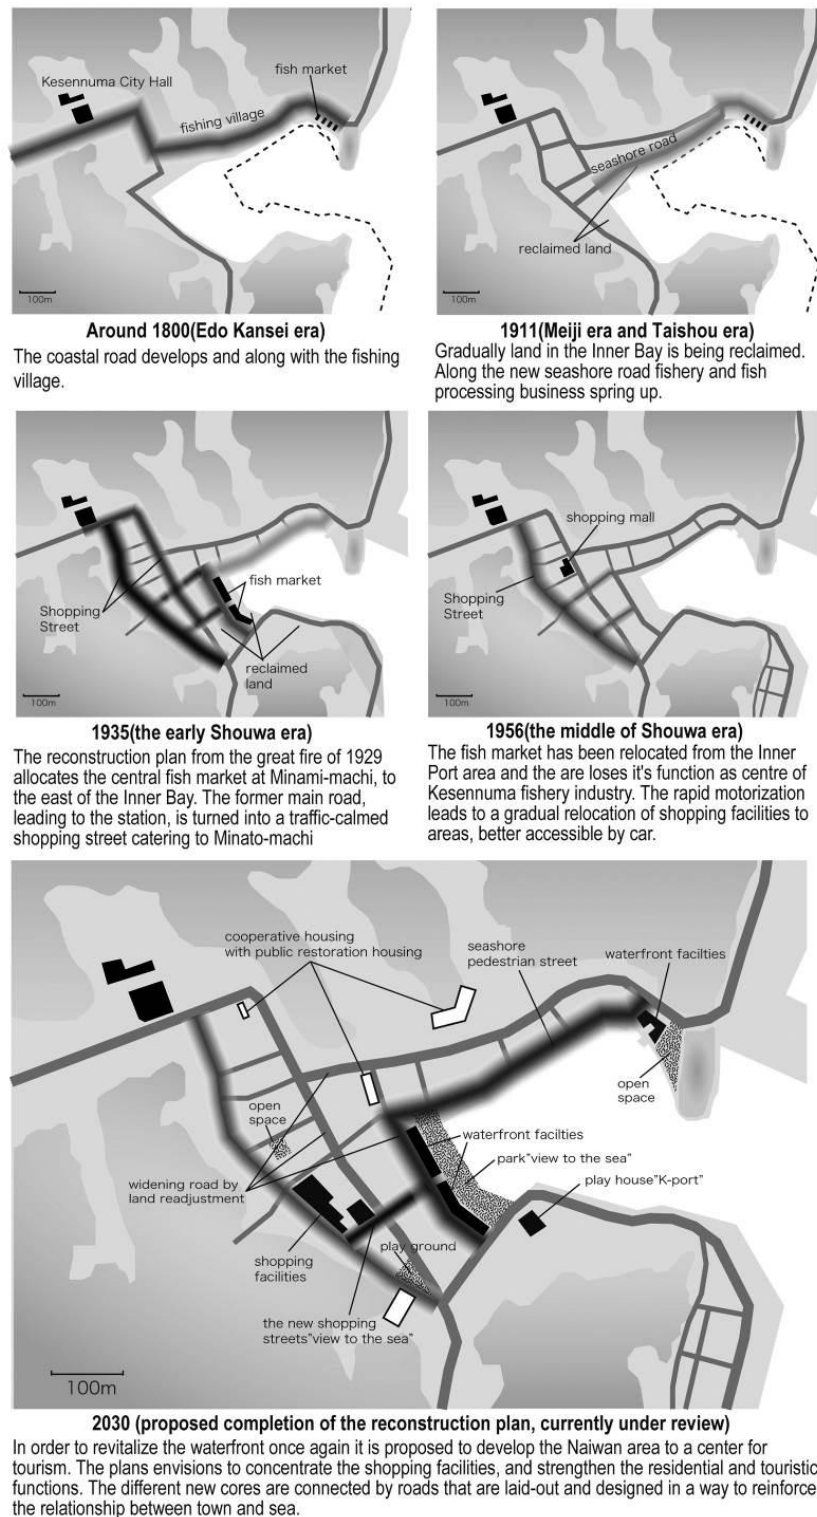 Kesennuma City Hall
fish market
fishing village
100m
Around 1800(Edo Kansei era)
The coastal road develops and along with the fishing
village.
seashore road
reclaimed land
100m
1911(Meiji era and Taishou era)
Gradually land in the Inner Bay is being reclaimed.
Along the new seashore road fishery and fish
processing business spring up.
Shopping
Street
fish market
reclaimed
land
100m
1935(the early Shouwa era)
The reconstruction plan from the great fire of 1929
allocates the central fish market at Minami-machi, to
the east of the Inner Bay. The former main road,
leading to the station, is turned into a traffic-calmed
shopping street catering to Minato-machi
shopping mall
Shopping
Street
100m
1956(the middle of Shouwa era)
The fish market has been relocated from the Inner
Port area and the are loses it's function as centre of
Kesennuma fishery industry. The rapid motorization
leads to a gradual relocation of shopping facilities to
areas, better accessible by car.
cooperative housing
with public restoration housing
seashore
pedestrian street
waterfront facilties
open
space
open
space
waterfront facilties
park"view to the sea"
widening road by
land readjustment
play house"K-port"
shopping
facilities
play ground
the new shopping
streets"view to the sea"
100m
2030 (proposed completion of the reconstruction plan, currently under review)
In order to revitalize the waterfront once again it is proposed to develop the Naiwan area to a center for
tourism. The plans envisions to concentrate the shopping facilities, and strengthen the residential and touristic
functions. The different new cores are connected by roads that are laid-out and designed in a way to reinforce
the relationship between town and sea.